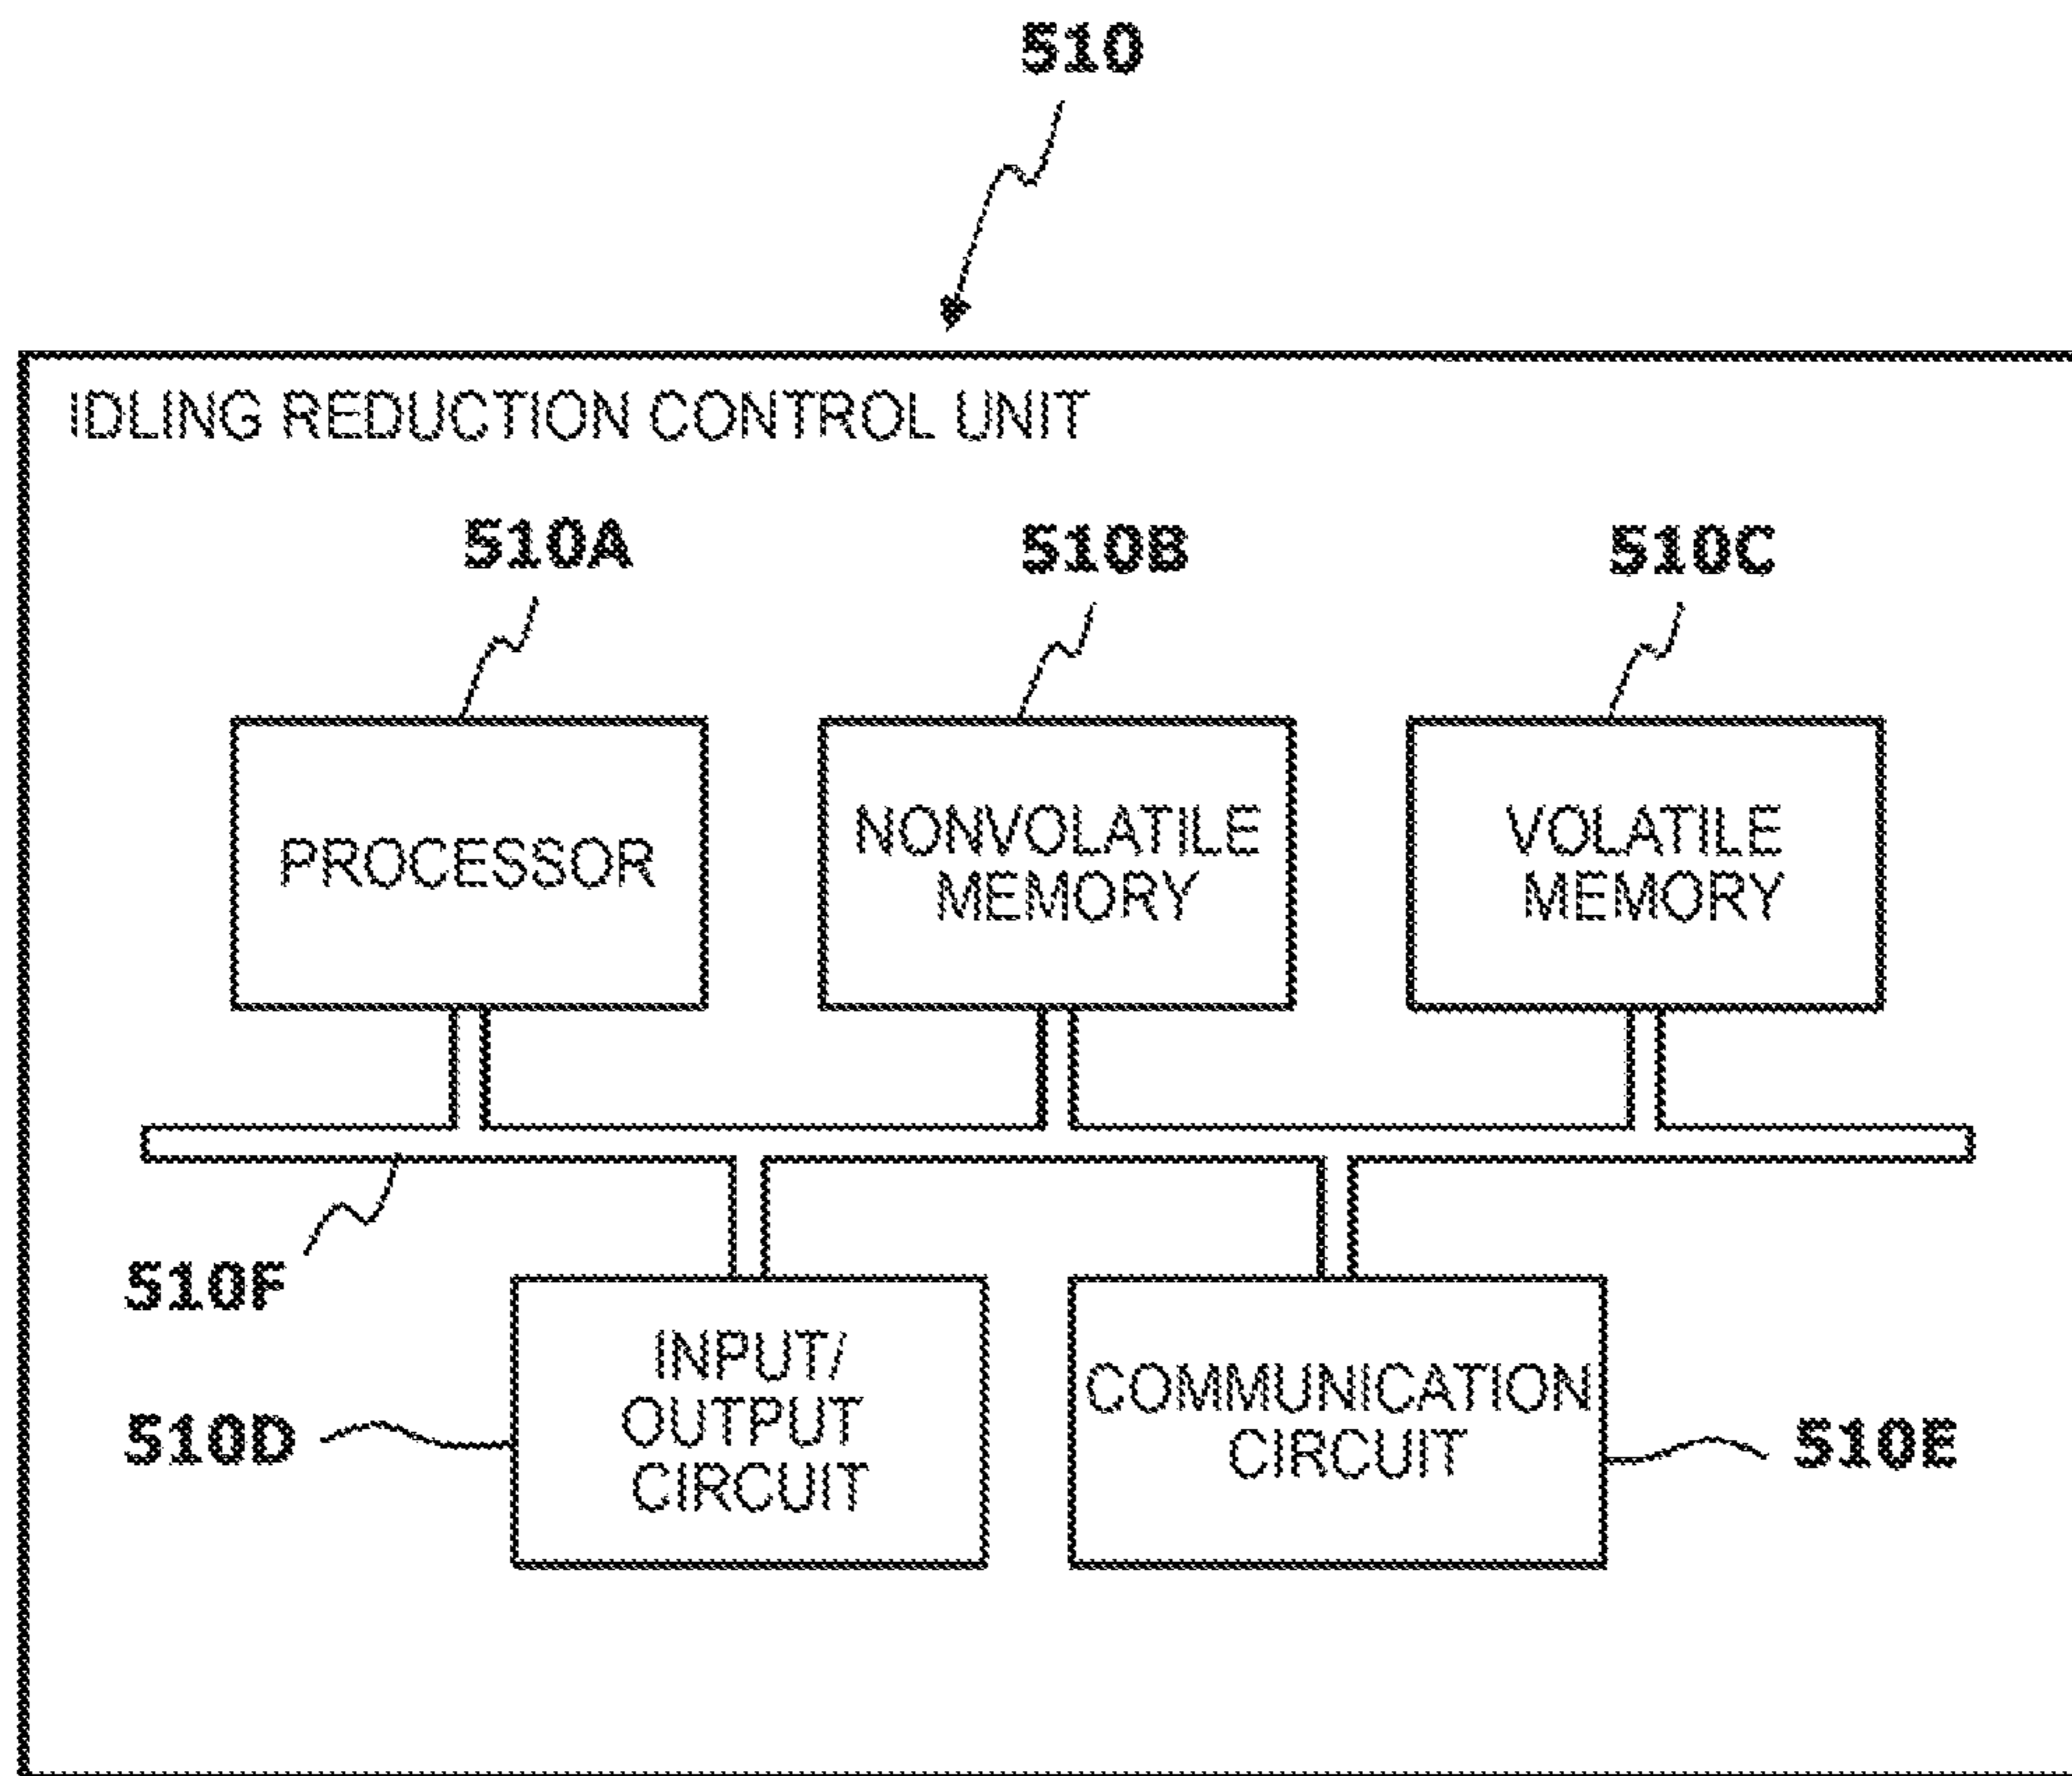 510
IDLING REDUCTION CONTROL UNIT
510A
510B
510C
PROCESSOR
NONVOLATILE
MEMORY
VOLATILE
MEMORY
510F
INPUT/
OUTPUT
CIRCUIT
COMMUNICATION
CIRCUIT
510D
510E